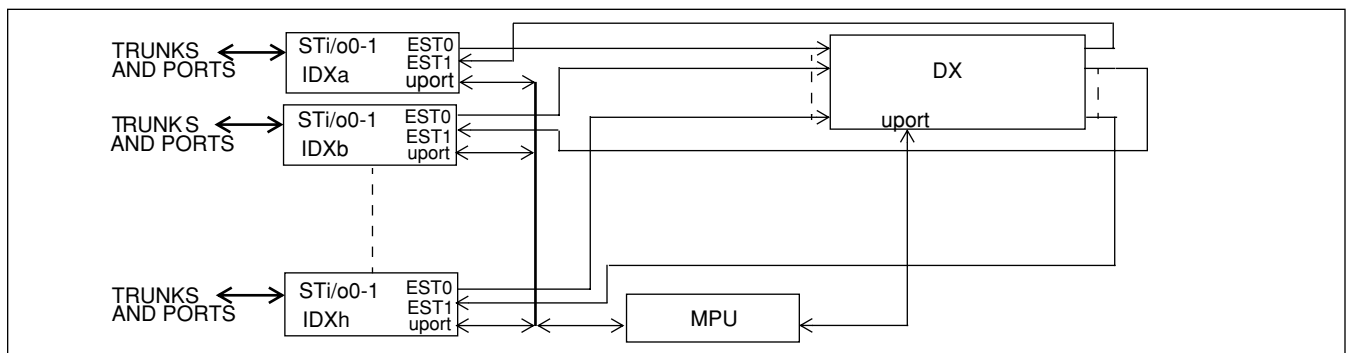 TRUNKS
AND PORTS
STi/o0-1
IDXa
EST0
EST1
uport
DX
uport
TRUNKS
AND PORTS
STi/o0-1
IDXb
EST0
EST1
uport
TRUNKS
AND PORTS
STi/o0-1
IDXh
EST0
EST1
uport
MPU